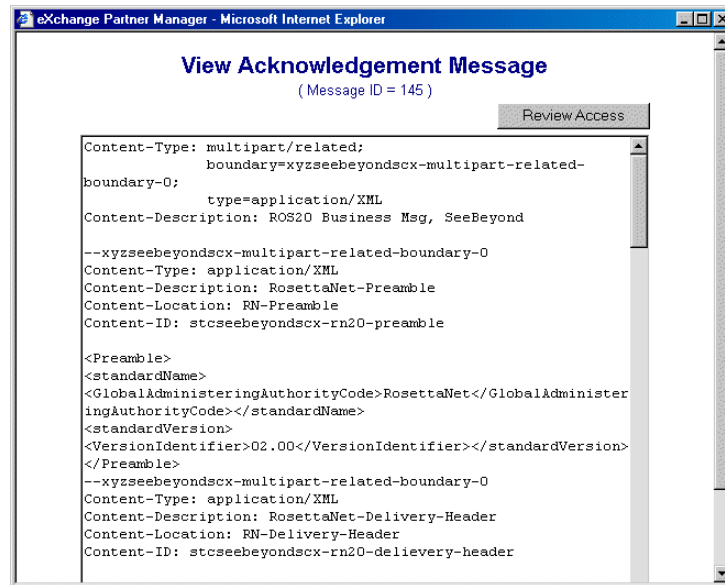 eXchange Partner Manager - Microsoft Internet Explorer
View Acknowledgement Message
( Message ID = 145 )
Review Access
Content-Type: multipart/related;
boundary=xyzseebeyondscx-multipart-related-
boundary-0;
type=application/XML
Content-Description: ROS20 Business Msg, SeeBeyond
--xyzseebeyondscx-multipart-related-boundary-0
Content-Type: application/XML
Content-Description: RosettaNet-Preamble
Content-Location: RN-Preamble
Content-ID: stcseebeyondscx-rn20-preamble
<Preamble>
<standardName>
<GlobalAdministeringAuthorityCode>RosettaNet</GlobalAdminister
ingAuthorityCode></standardName>
<standardVersion>
<VersionIdentifier>02.00</VersionIdentifier></standardVersion>
</Preamble>
--xyzseebeyondscx-multipart-related-boundary-0
Content-Type: application/XML
Content-Description: RosettaNet-Delivery-Header
Content-Location: RN-Delivery-Header
Content-ID: stcseebeyondscx-rn20-delievery-header